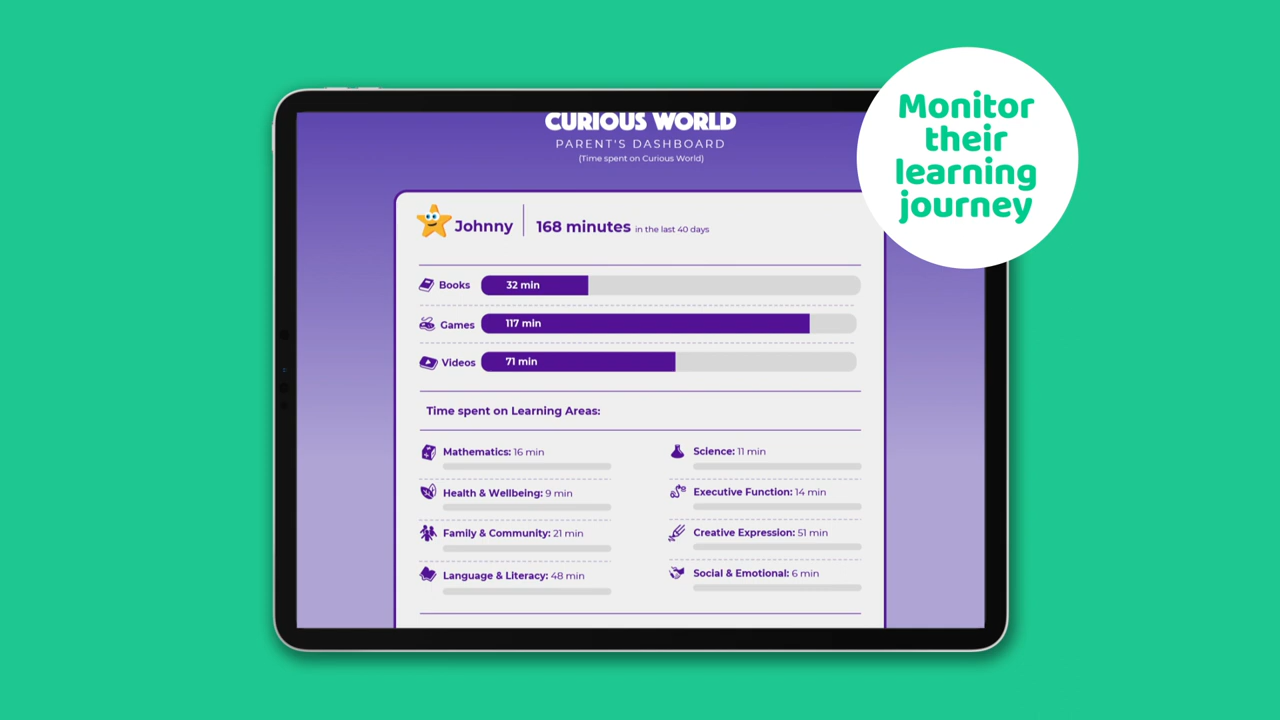 Monitor
their
learning
journey
CURIOUS WORLD
PARENT'S DASHBOARD
(Time spent on Curious World)
Johnny 168 minutes in the last 40 days
Books 32 min
Games 117 min
Videos 71 min
Time spent on Learning Areas:
Mathematics: 16 min
Science: 11 min
Health & Wellbeing: 9 min
Executive Function: 14 min
Family & Community: 21 min
Creative Expression: 51 min
Language & Literacy: 48 min
Social & Emotional: 6 min